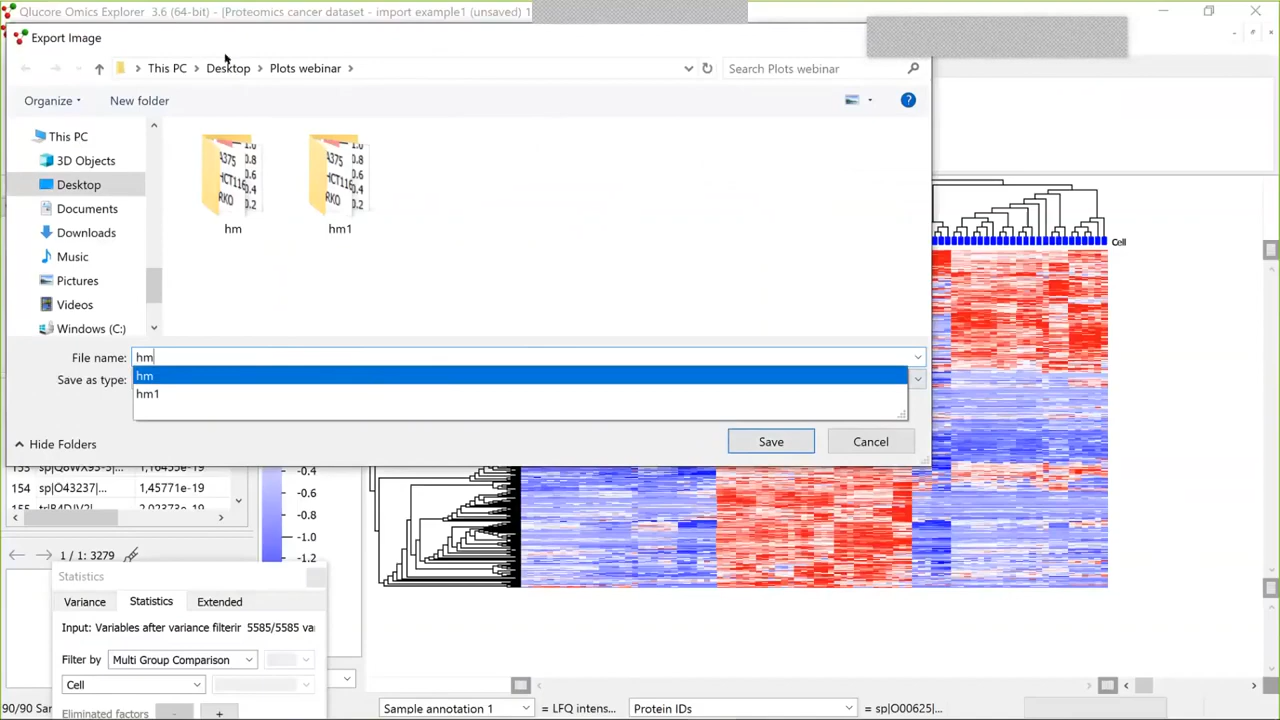 Qlucore Omics Explorer 3.6 (64-bit) - [Proteomics cancer dataset - import example1 (unsaved) 1
Export Image
This PC > Desktop > Plots webinar >
Search Plots webinar
Organize
New folder
This PC
3D Objects
Desktop
Documents
Downloads
Music
Pictures
Videos
Windows (C:)
hm
hm1
File name: hm
hm
hm1
Save as type:
Hide Folders
Save
Cancel
Cell
154 sp|O43237|... 1,45771e-19
-0.4
-0.6
-0.8
-1.0
-1.2
1 / 1: 3279
Statistics
Variance Statistics Extended
Input: Variables after variance filterir 5585/5585 va
Filter by Multi Group Comparison
Cell
Eliminated factors - +
90/90 Sar
Sample annotation 1 = LFQ intens... Protein IDs = sp|O00625|...